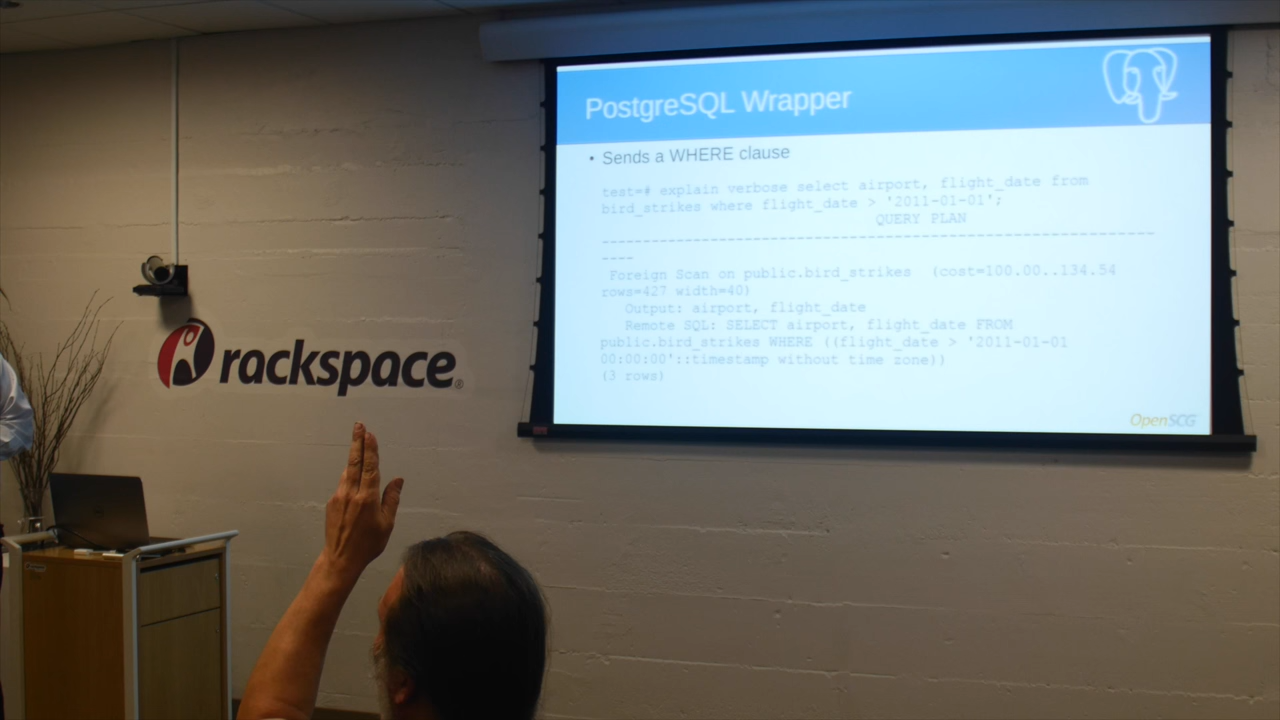 PostgreSQL Wrapper
• Sends a WHERE clause
test=# explain verbose select airport, flight_date from
bird_strikes where flight_date > '2011-01-01';
QUERY PLAN
-------------------------------------------------------------------------
----
Foreign Scan on public.bird_strikes (cost=100.00..134.54
rows=427 width=40)
Output: airport, flight_date
Remote SQL: SELECT airport, flight_date FROM
public.bird_strikes WHERE ((flight_date > '2011-01-01
00:00:00'::timestamp without time zone))
(3 rows)
OpenSCG
rackspace®